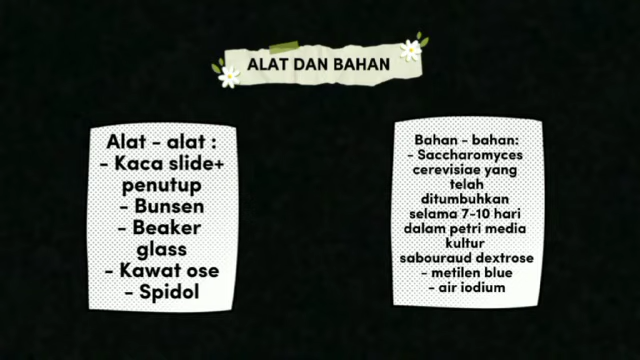 ALAT DAN BAHAN
Alat - alat :
- Kaca slide+
penutup
- Bunsen
- Beaker
glass
- Kawat ose
- Spidol
Bahan - bahan:
- Saccharomyces
cerevisiae yang
telah
ditumbuhkan
selama 7-10 hari
dalam petri media
kultur
sabouraud dextrose
- metilen blue
- air iodium